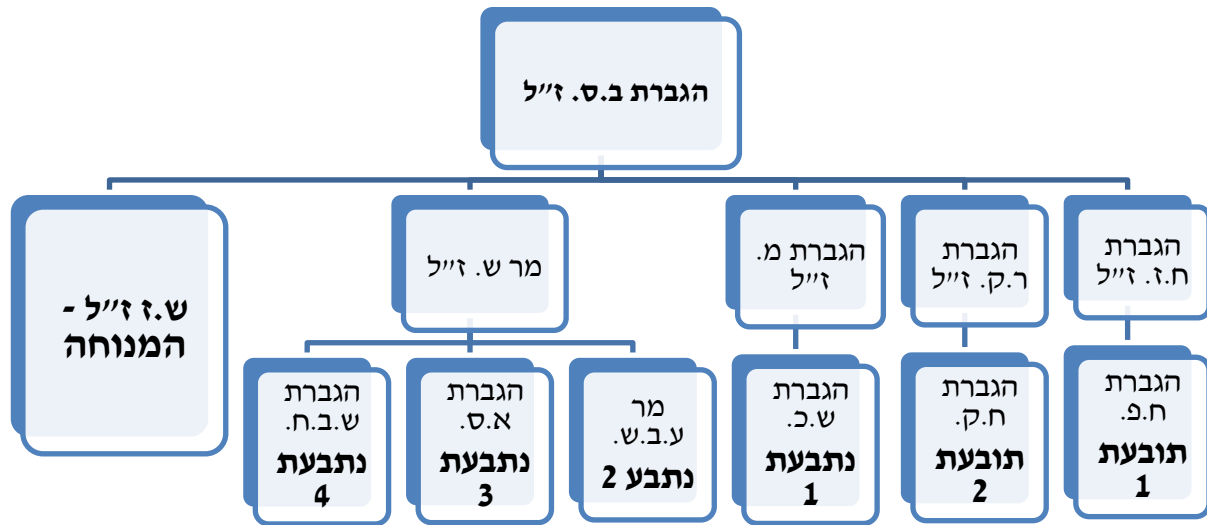 הגברת ב.ס. ז״ל
הגברת
ח.ז. ז״ל
הגברת
ר.ק. ז״ל
הגברת מ.
ז״ל
מר ש. ז״ל
ש.ז ז״ל -
המנוחה
הגברת
ח.פ.
תובעת
1
הגברת
ח.ק.
תובעת
2
הגברת
ש.כ.
נתבעת
1
מר
ע.ב.ש.
נתבע 2
הגברת
א.ס.
נתבעת
3
הגברת
ש.ב.ח.
נתבעת
4